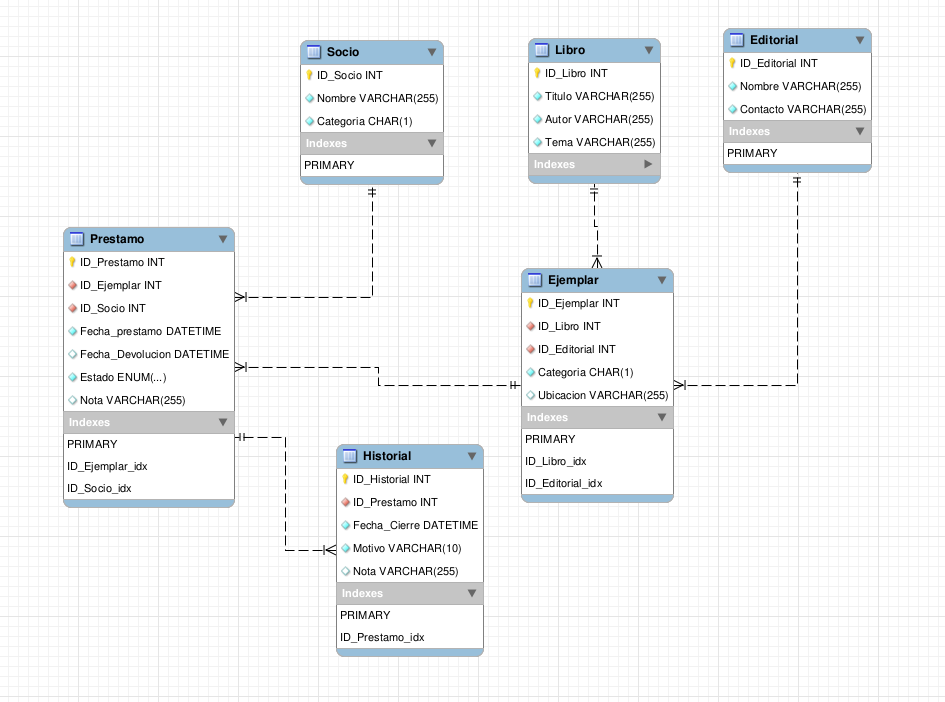 Socio
ID_Socio INT
Nombre VARCHAR(255)
Categoria CHAR(1)
Indexes
PRIMARY
Libro
ID_Libro INT
Titulo VARCHAR(255)
Autor VARCHAR(255)
Tema VARCHAR(255)
Indexes
Editorial
ID_Editorial INT
Nombre VARCHAR(255)
Contacto VARCHAR(255)
Indexes
PRIMARY
Prestamo
ID_Prestamo INT
ID_Ejemplar INT
ID_Socio INT
Fecha_prestamo DATETIME
Fecha_Devolucion DATETIME
Estado ENUM(...)
Nota VARCHAR(255)
Indexes
PRIMARY
ID_Ejemplar_idx
ID_Socio_idx
Ejemplar
ID_Ejemplar INT
ID_Libro INT
ID_Editorial INT
Categoria CHAR(1)
Ubicacion VARCHAR(255)
Indexes
PRIMARY
ID_Libro_idx
ID_Editorial_idx
Historial
ID_Historial INT
ID_Prestamo INT
Fecha_Cierre DATETIME
Motivo VARCHAR(10)
Nota VARCHAR(255)
Indexes
PRIMARY
ID_Prestamo_idx